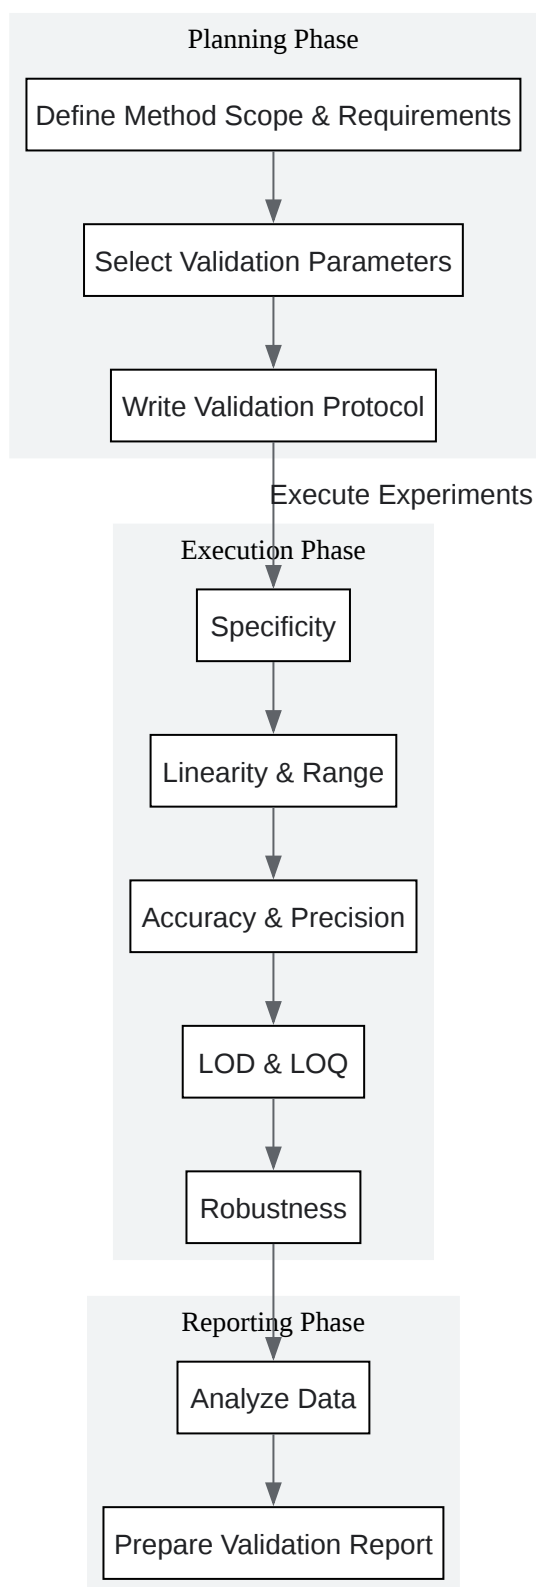 Planning Phase
Define Method Scope & Requirements
Select Validation Parameters
Write Validation Protocol
Execute Experiments
Execution Phase
Specificity
Linearity & Range
Accuracy & Precision
LOD & LOQ
Robustness
Reporting Phase
Analyze Data
Prepare Validation Report